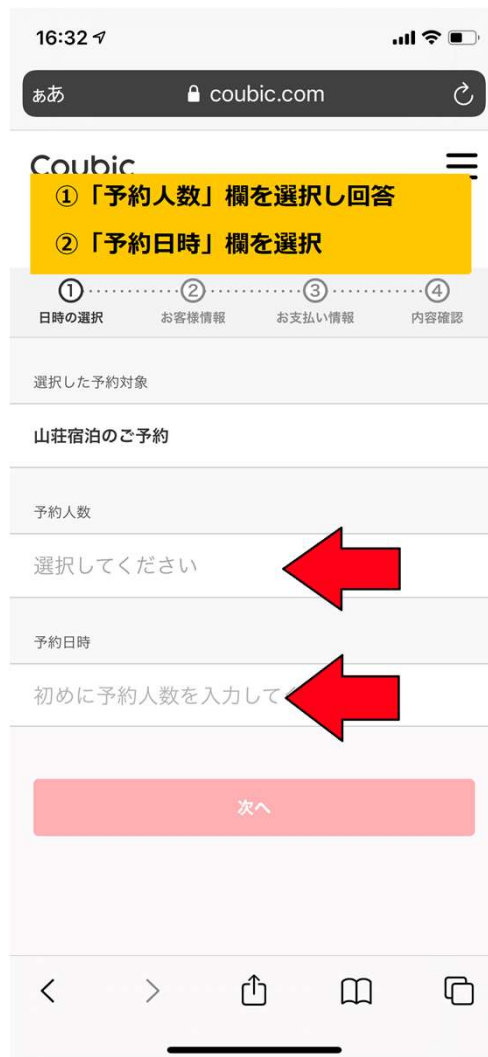 16:32
ぁあ coubic.com
Coubic
①「予約人数」欄を選択し回答
②「予約日時」欄を選択
① ② ③ ④
日時の選択 お客様情報 お支払い情報 内容確認
選択した予約対象
山荘宿泊のご予約
予約人数
選択してください
予約日時
初めに予約人数を入力して
次へ